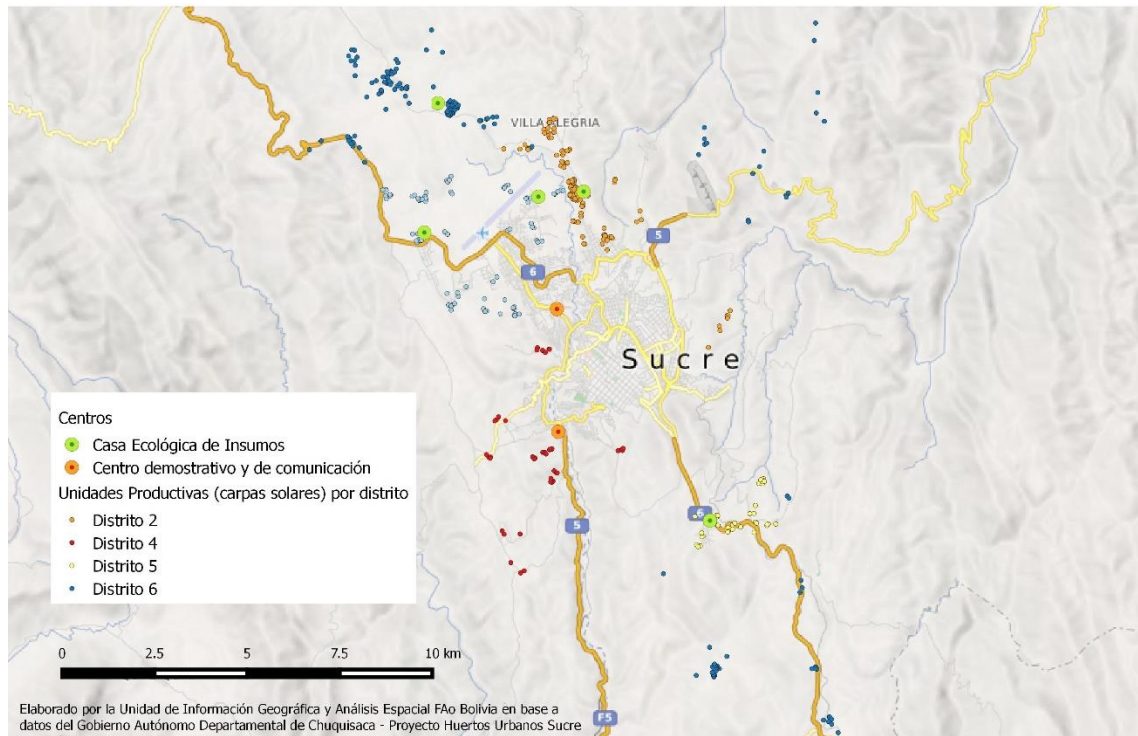 VILLA ALEGRIA
5
6
Sucre
Centros
Casa Ecológica de Insumos
Centro demostrativo y de comunicación
Unidades Productivas (carpas solares) por distrito
Distrito 2
Distrito 4
Distrito 5
Distrito 6
6
5
0 2.5 5 7.5 10 km
F5
Elaborado por la Unidad de Información Geográfica y Análisis Espacial FAo Bolivia en base a
datos del Gobierno Autónomo Departamental de Chuquisaca - Proyecto Huertos Urbanos Sucre